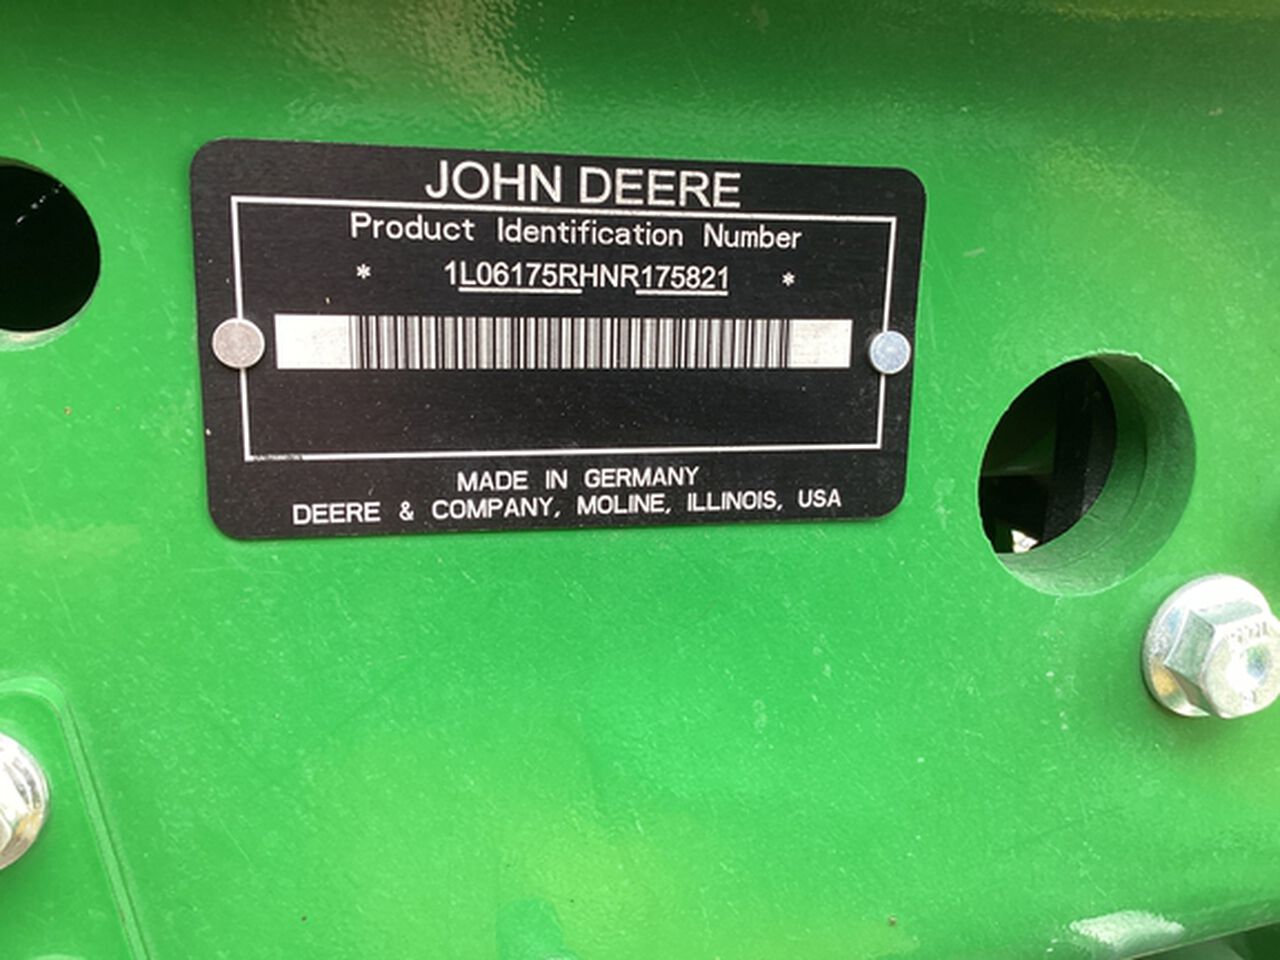 JOHN DEERE
Product Identification Number
* 1L06175RHNR175821 *
MADE IN GERMANY
DEERE & COMPANY, MOLINE, ILLINOIS, USA